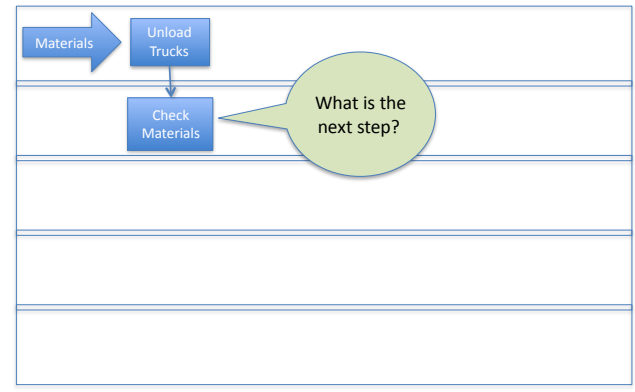 Materials
Unload
Trucks
Check
Materials
What is the
next step?